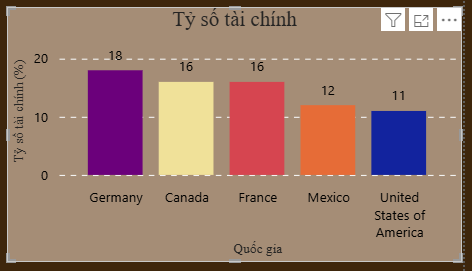 Tỷ số tài chính
Tỷ số tài chính (%)
20
10
0
18
16
16
12
11
Germany
Canada
France
Mexico
United
States of
America
Quốc gia